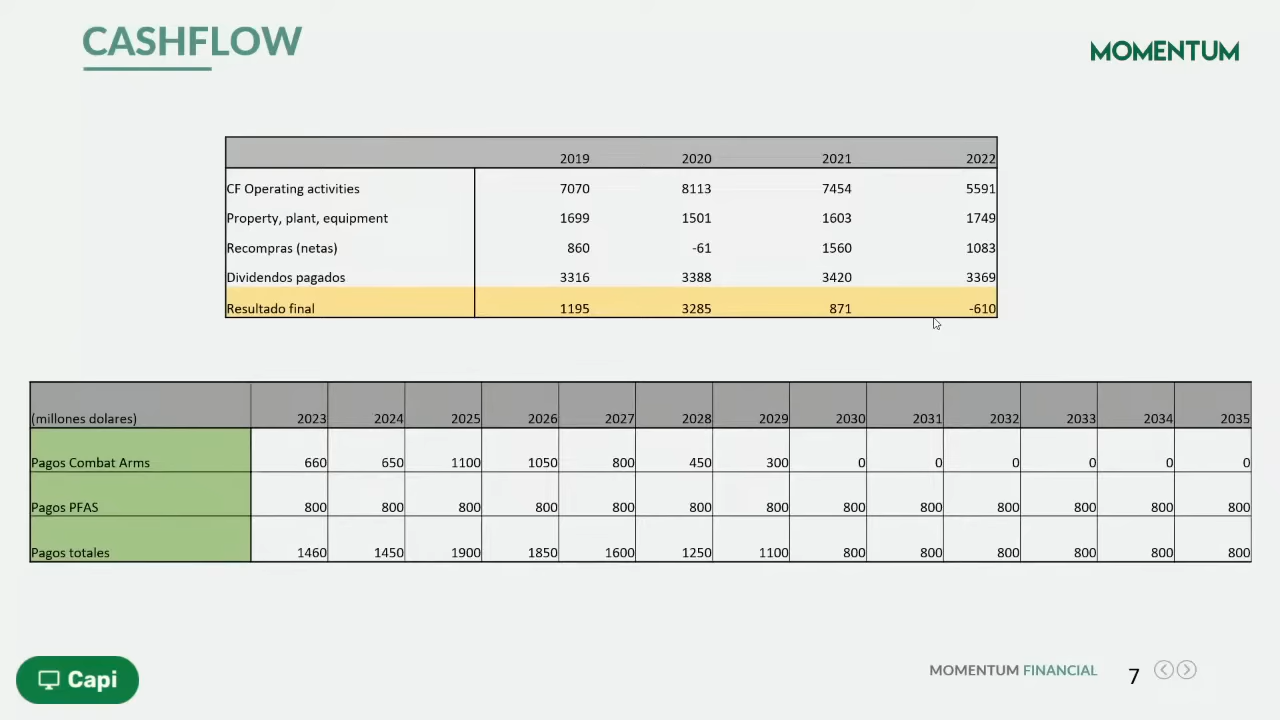 CASHFLOW
MOMENTUM
2019 2020 2021 2022
CF Operating activities 7070 8113 7454 5591
Property, plant, equipment 1699 1501 1603 1749
Recompras (netas) 860 -61 1560 1083
Dividendos pagados 3316 3388 3420 3369
Resultado final 1195 3285 871 -610
(millones dolares) 2023 2024 2025 2026 2027 2028 2029 2030 2031 2032 2033 2034 2035
Pagos Combat Arms 660 650 1100 1050 800 450 300 0 0 0 0 0 0
Pagos PFAS 800 800 800 800 800 800 800 800 800 800 800 800 800
Pagos totales 1460 1450 1900 1850 1600 1250 1100 800 800 800 800 800 800
Capi
MOMENTUM FINANCIAL 7